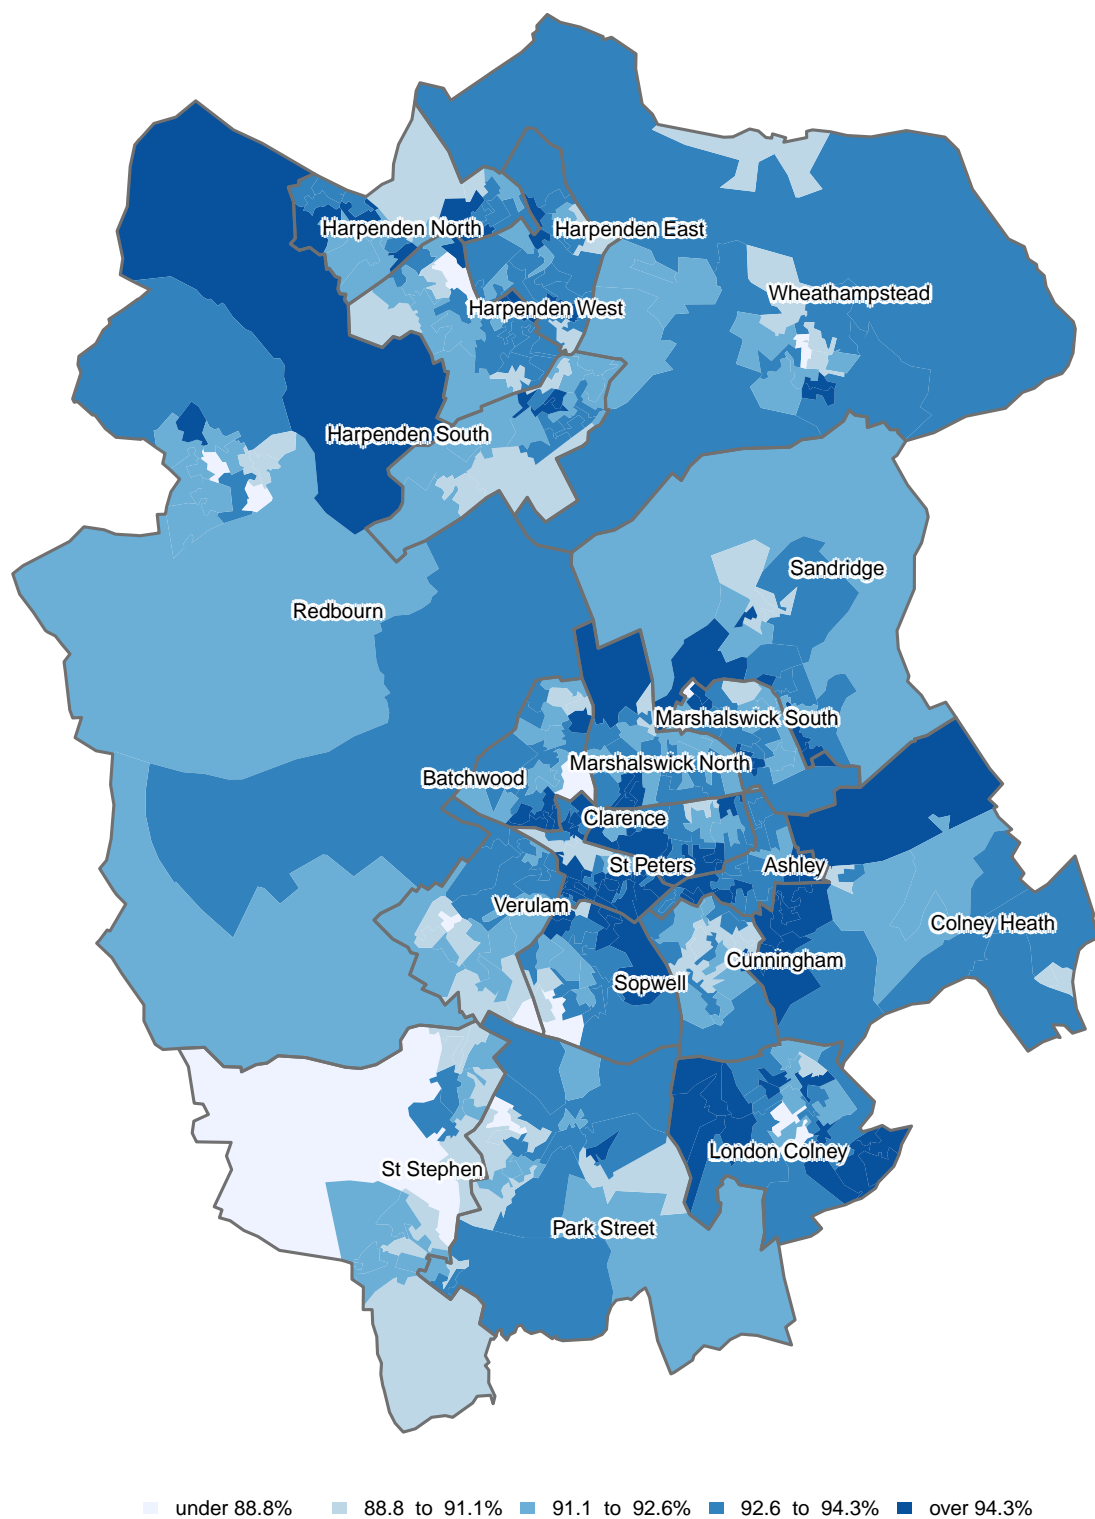 Harpenden North
Harpenden East
Wheathampstead
Harpenden West
Harpenden South
Sandridge
Redbourn
Marshalswick South
Marshalswick North
Batchwood
Clarence
St Peters
Ashley
Verulam
Colney Heath
Cunningham
Sopwell
London Colney
St Stephen
Park Street
under 88.8%
88.8 to 91.1%
91.1 to 92.6%
92.6 to 94.3%
over 94.3%